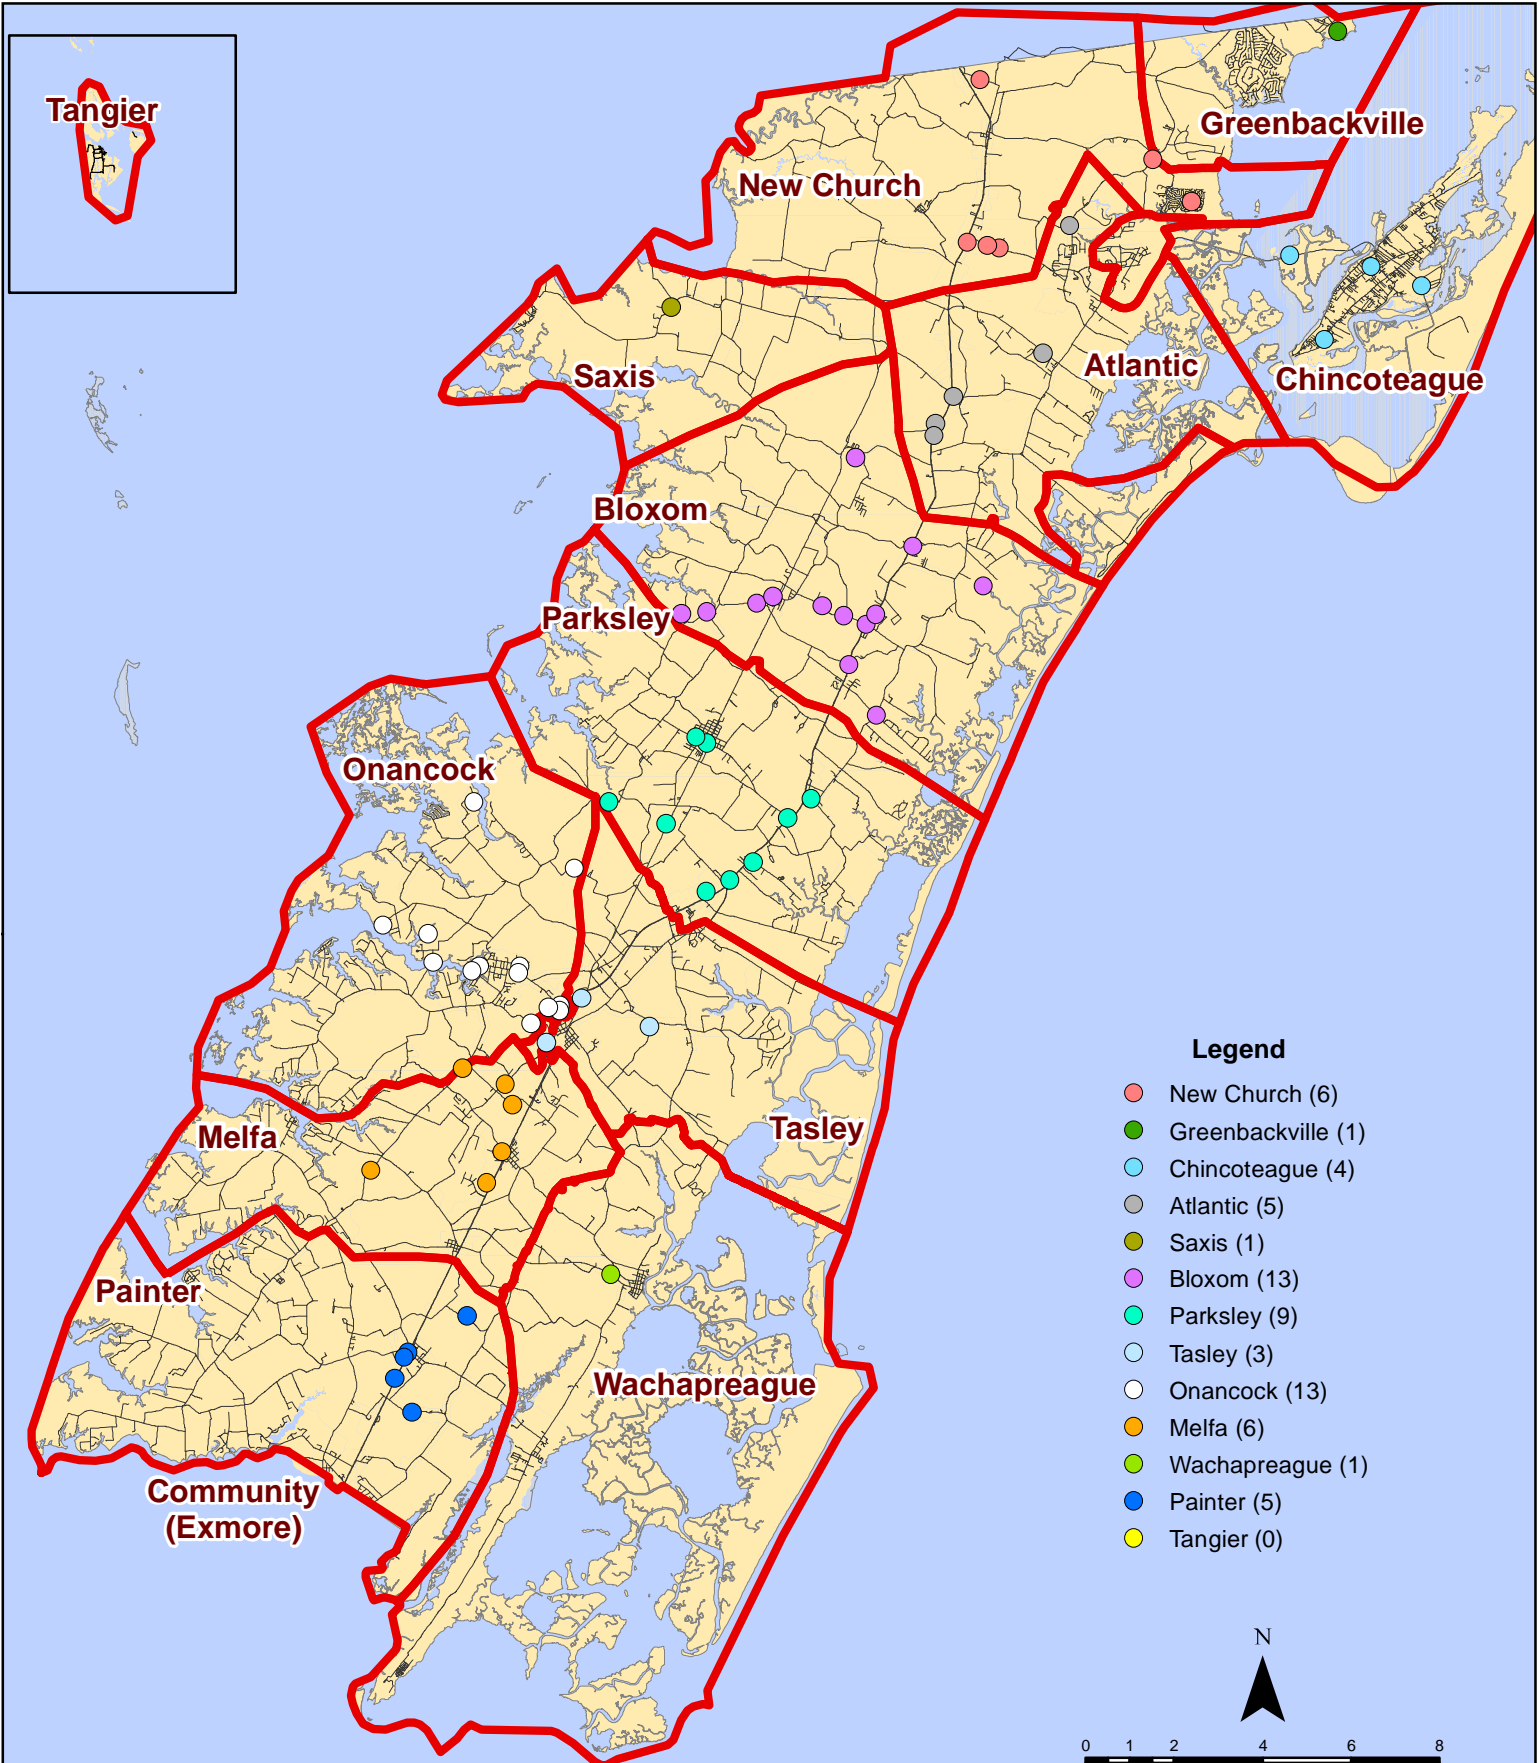 Tangier
Greenbackville
New Church
Atlantic
Saxis
Chincoteague
Bloxom
Parksley
Onancock
Tasley
Melfa
Painter
Wachapreague
Community
(Exmore)
Legend
New Church (6)
Greenbackville (1)
Chincoteague (4)
Atlantic (5)
Saxis (1)
Bloxom (13)
Parksley (9)
Tasley (3)
Onancock (13)
Melfa (6)
Wachapreague (1)
Painter (5)
Tangier (0)
N
0 1 2 4 6 8